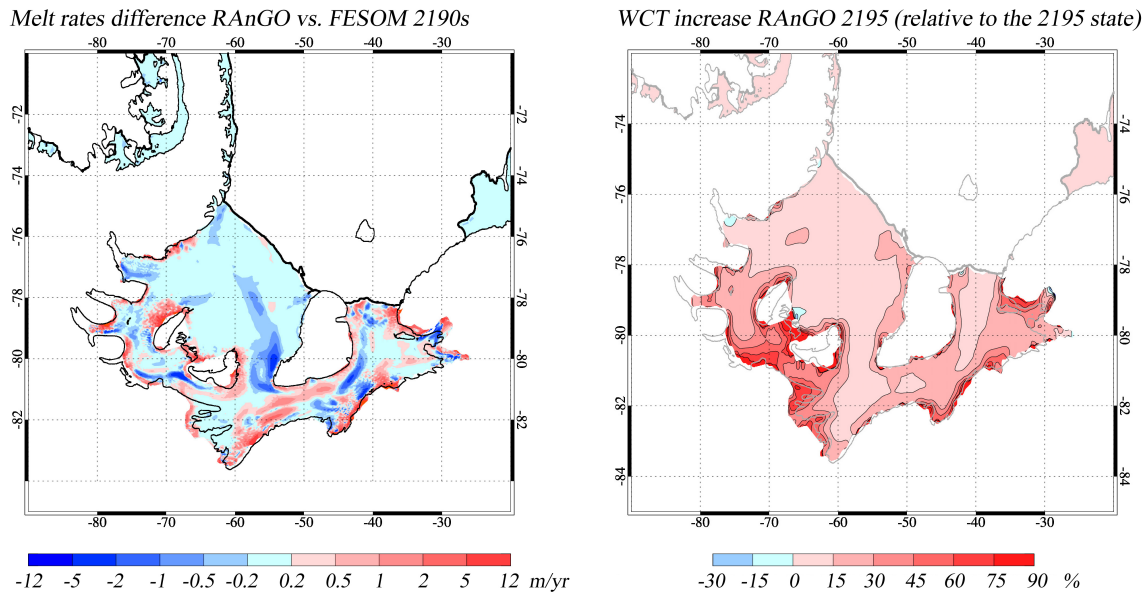 Melt rates difference RAnGO vs. FESOM 2190s
WCT increase RAnGO 2195 (relative to the 2195 state)
-80 -70 -60 -50 -40 -30
-80 -70 -60 -50 -40 -30
-72 -72
-74 -74
-76 -76
-78 -78
-80 -80
-82 -82
-74 -74
-76 -76
-78 -78
-80 -80
-82 -82
-84 -84
-80 -70 -60 -50 -40 -30
-80 -70 -60 -50 -40 -30
-12 -5 -2 -1 -0.5 -0.2 0.2 0.5 1 2 5 12 m/yr
-30 -15 0 15 30 45 60 75 90 %